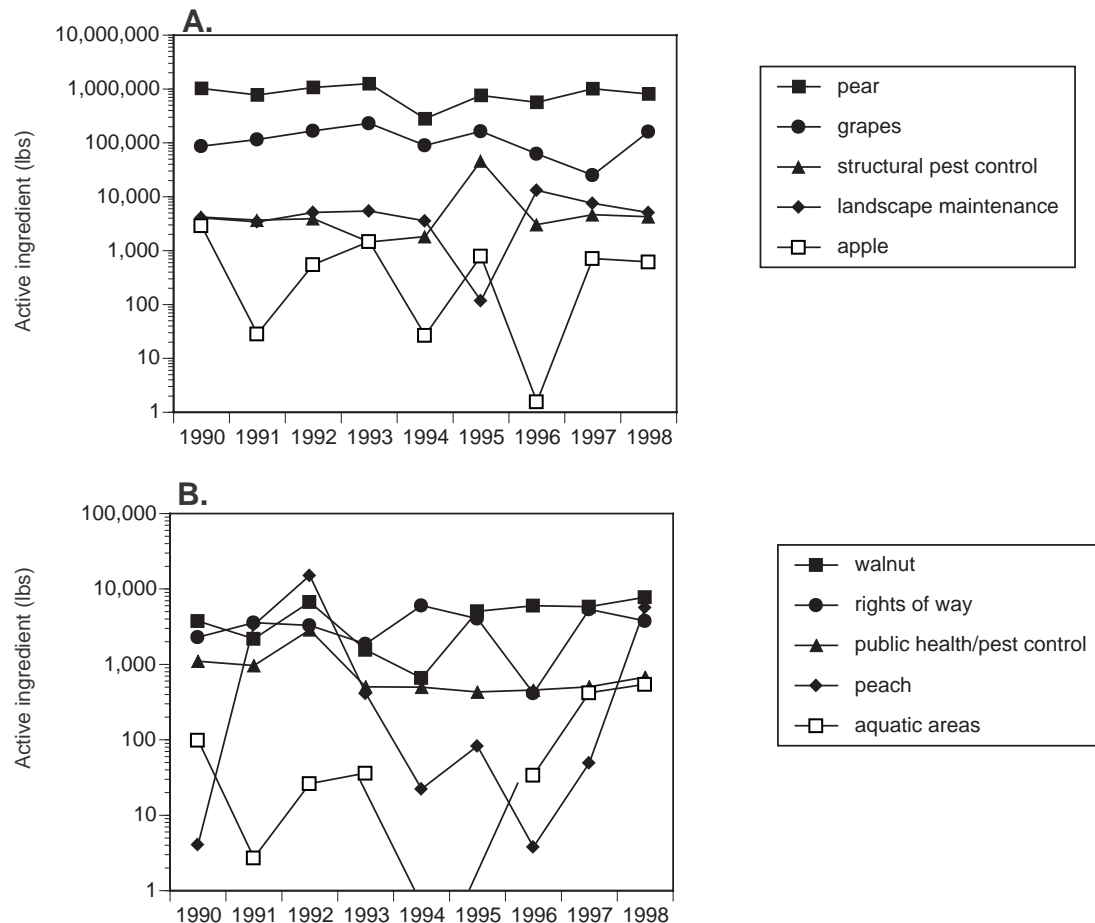 A.
10,000,000
1,000,000
100,000
10,000
1,000
100
10
1
Active ingredient (lbs)
1990 1991 1992 1993 1994 1995 1996 1997 1998
pear
grapes
structural pest control
landscape maintenance
apple
B.
100,000
10,000
1,000
100
10
1
Active ingredient (lbs)
1990 1991 1992 1993 1994 1995 1996 1997 1998
walnut
rights of way
public health/pest control
peach
aquatic areas